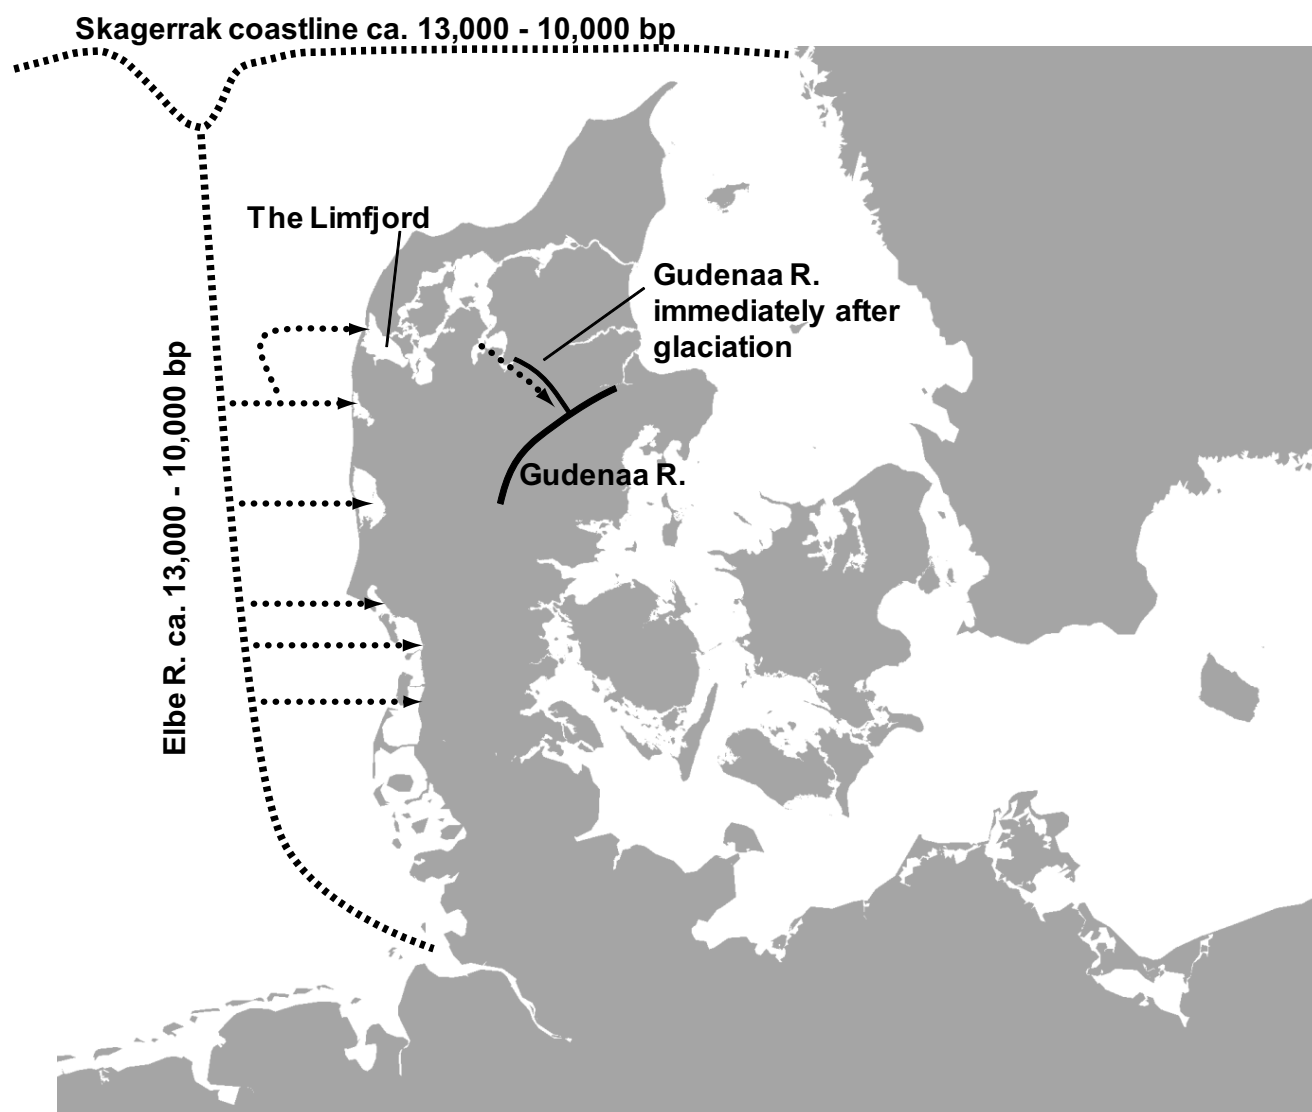 Skagerrak coastline ca. 13,000 - 10,000 bp
The Limfjord
Gudenaa R.
immediately after
glaciation
Gudenaa R.
Elbe R. ca. 13,000 - 10,000 bp